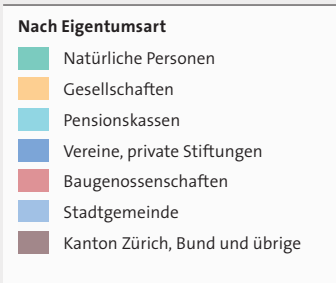 Nach Eigentumsart
Natürliche Personen
Gesellschaften
Pensionskassen
Vereine, private Stiftungen
Baugenossenschaften
Stadtgemeinde
Kanton Zürich, Bund und übrige